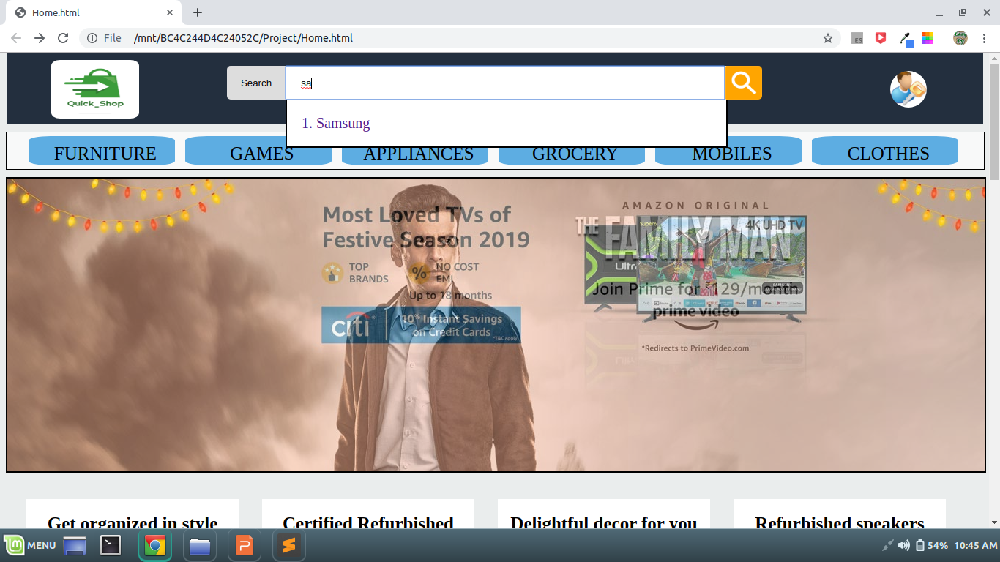 Home.html
File
/mnt/BC4C244D4C24052C/Project/Home.html
ES
Quick_Shop
Search
sa
1. Samsung
FURNITURE
GAMES
APPLIANCES
GROCERY
MOBILES
CLOTHES
Most Loved TVs of
Festive Season 2019
TOP
BRANDS
%
NO COST
EMI
Up to 18 months
citi
10% Instant Savings
on Credit Cards
*T&C Apply
AMAZON ORIGINAL
THE FAMILY MAN
Super6
4K UHD TV
Ultr
SAMSUNG
Join Prime for ₹129/month
prime video
*Redirects to PrimeVideo.com
Get organized in style
Certified Refurbished
Delightful decor for you
Refurbished speakers
MENU
54%
10:45 AM